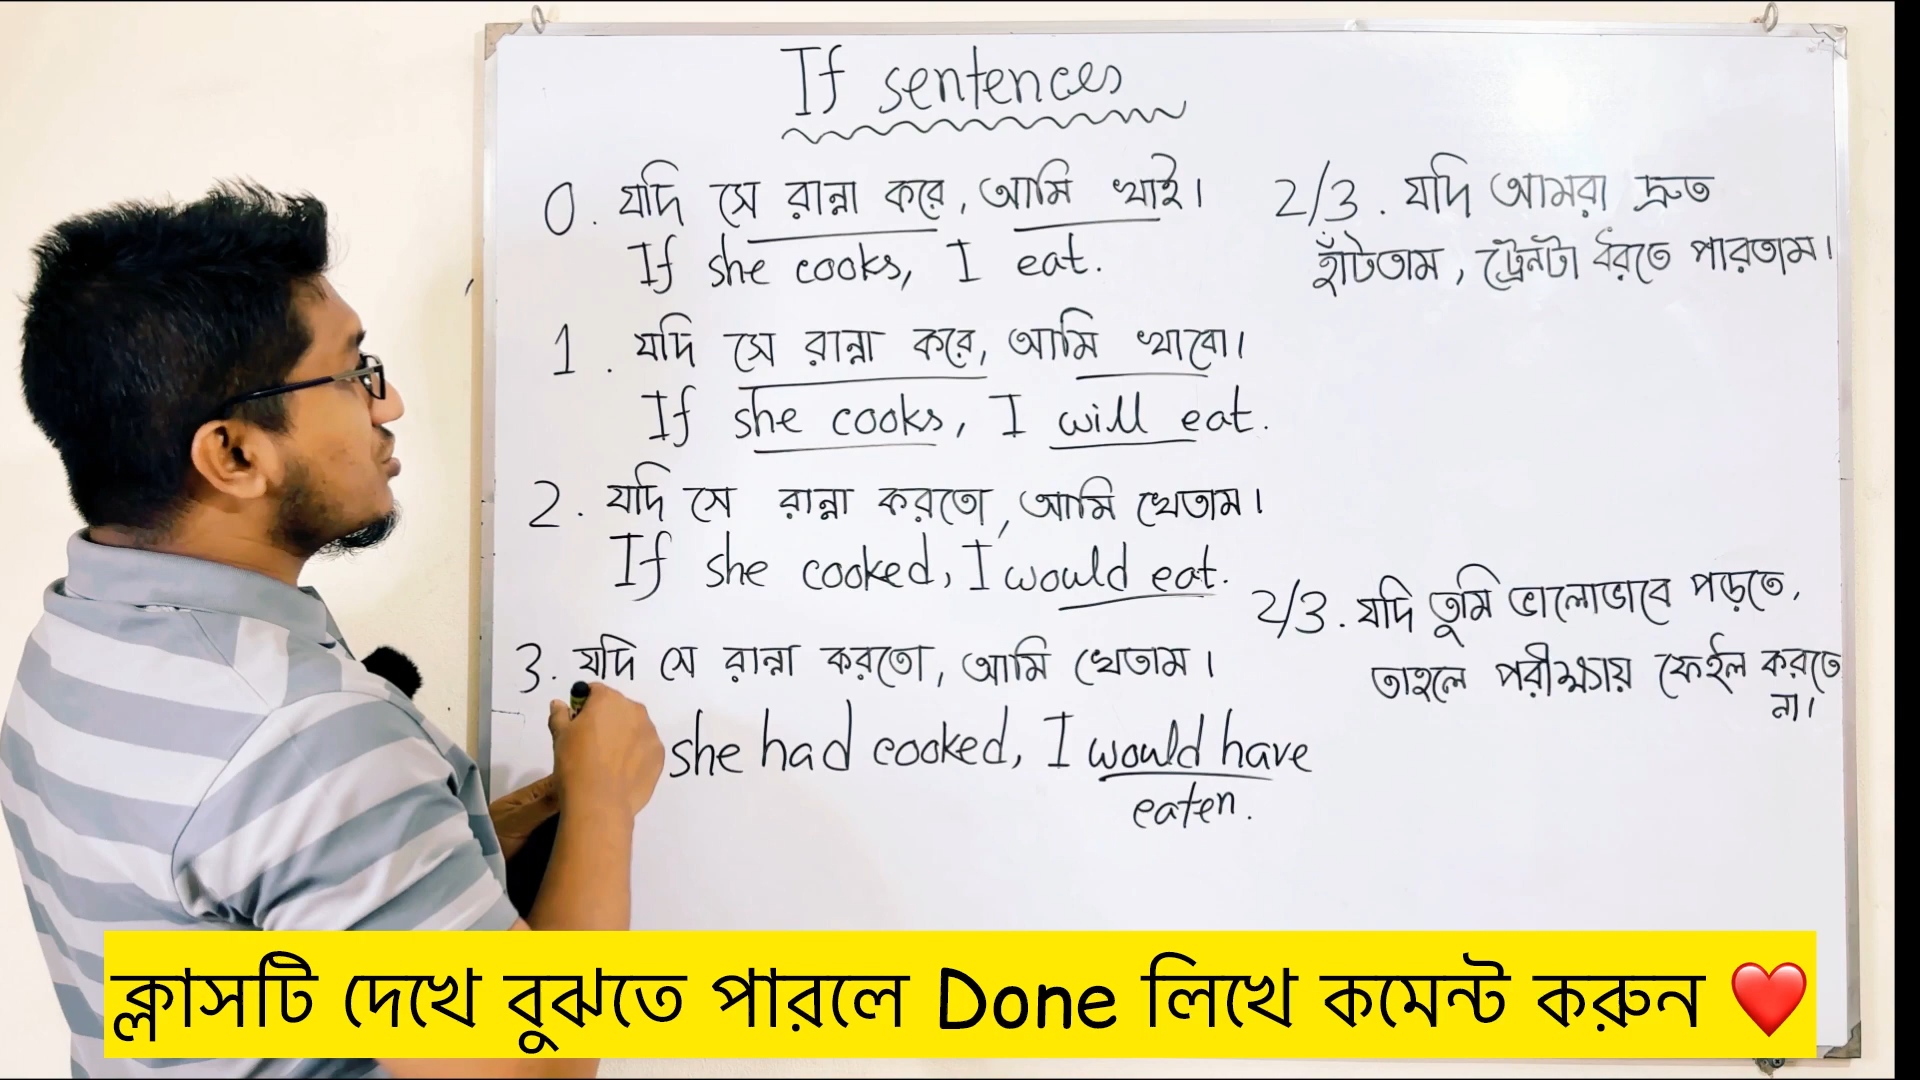 If sentences
0. যদি সে রান্না করে, আমি খাই।
If she cooks, I eat.
1. যদি সে রান্না করে, আমি খাবো।
If she cooks, I will eat.
2. যদি সে রান্না করতো, আমি খেতাম।
If she cooked, I would eat.
3. যদি সে রান্না করতো, আমি খেতাম।
she had cooked, I would have
eaten.
2/3. যদি আমরা দ্রুত
হাঁটতাম, ট্রেনটা ধরতে পারতাম।
2/3. যদি তুমি ভালোভাবে পড়তে,
তাহলে পরীক্ষায় ফেইল করতে
না।
ক্লাসটি দেখে বুঝতে পারলে Done লিখে কমেন্ট করুন ❤️